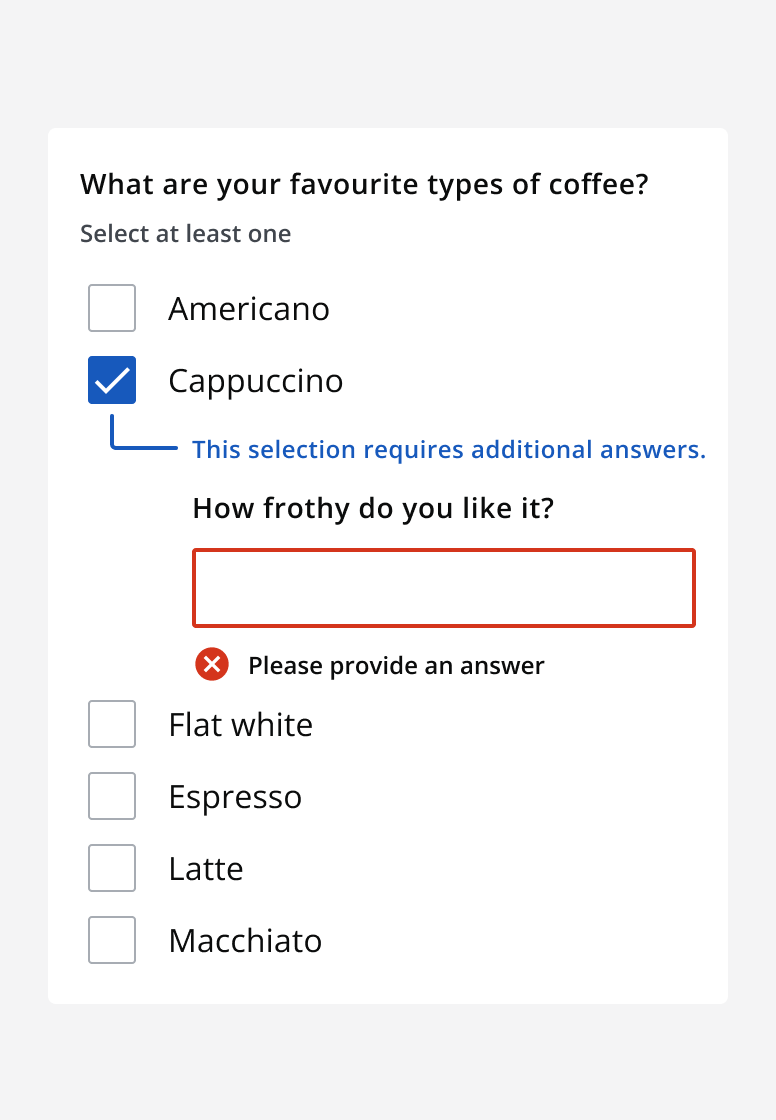 What are your favourite types of coffee?
Select at least one
Americano
Cappuccino
This selection requires additional answers.
How frothy do you like it?
Please provide an answer
Flat white
Espresso
Latte
Macchiato